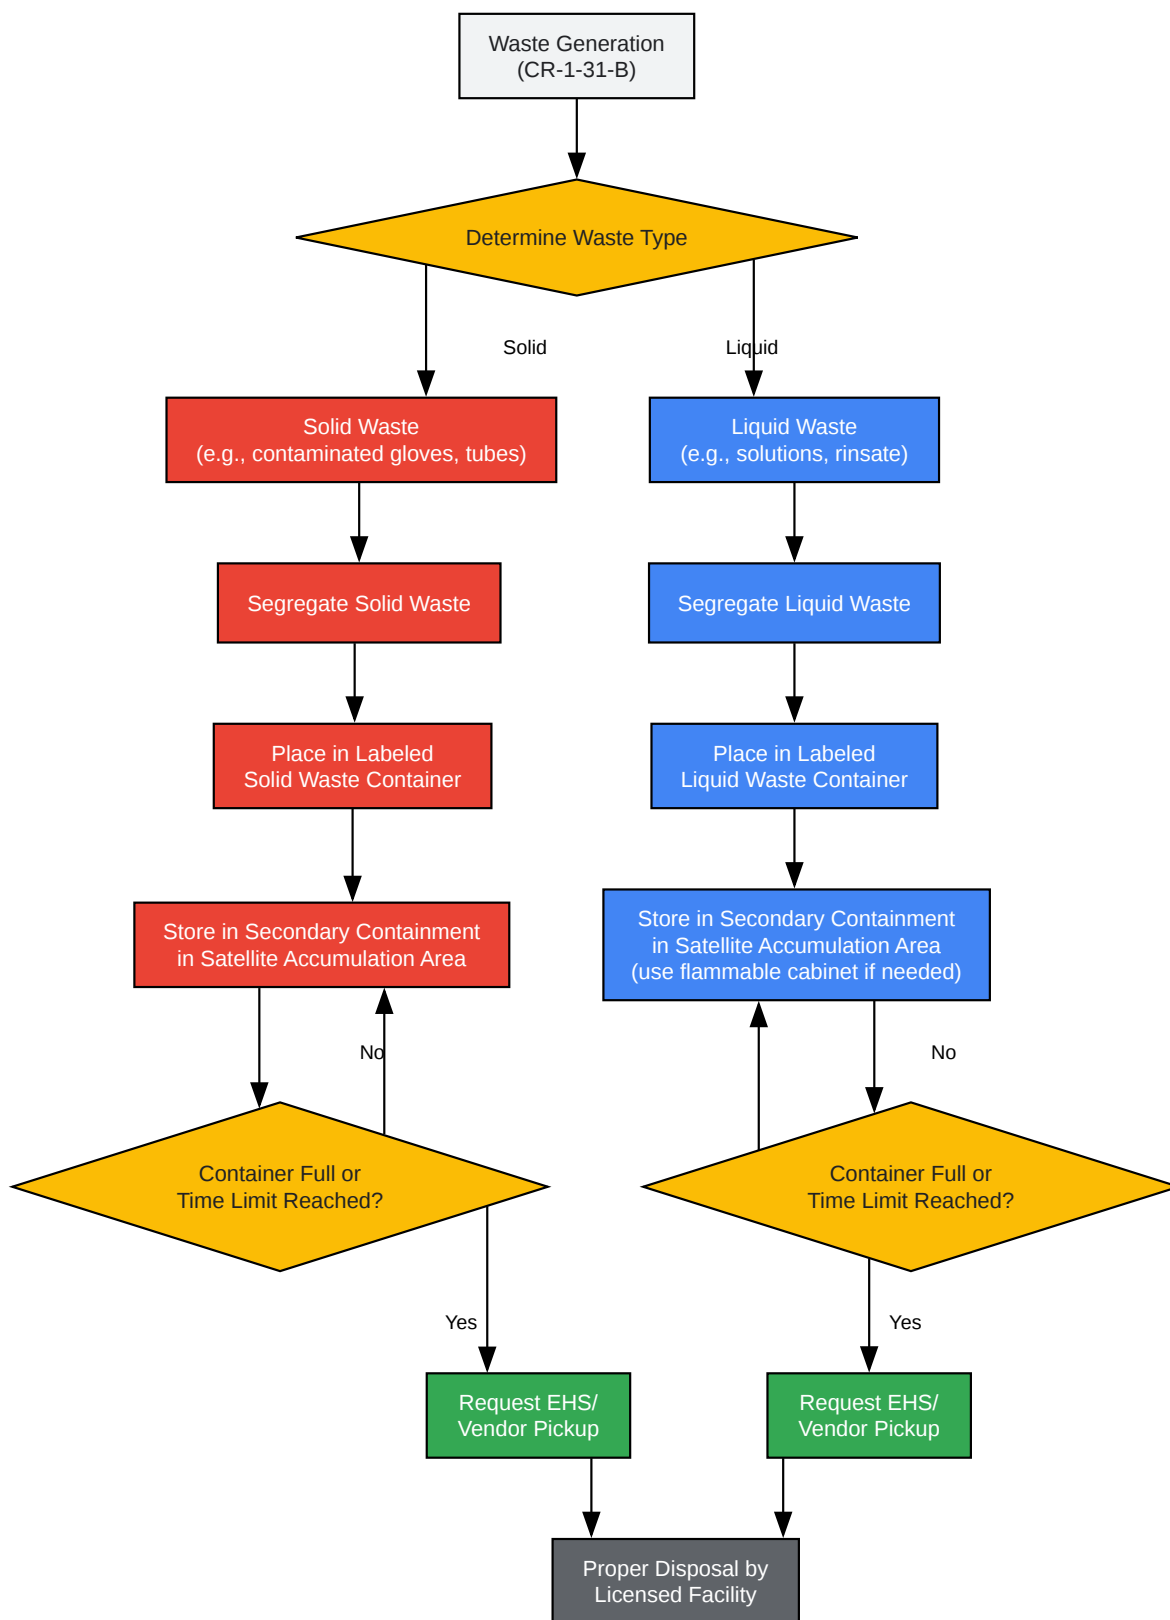 Waste Generation
(CR-1-31-B)
Determine Waste Type
Solid
Liquid
Solid Waste
(e.g., contaminated gloves, tubes)
Liquid Waste
(e.g., solutions, rinsate)
Segregate Solid Waste
Segregate Liquid Waste
Place in Labeled
Solid Waste Container
Place in Labeled
Liquid Waste Container
Store in Secondary Containment
in Satellite Accumulation Area
Store in Secondary Containment
in Satellite Accumulation Area
(use flammable cabinet if needed)
No
No
Container Full or
Time Limit Reached?
Container Full or
Time Limit Reached?
Yes
Yes
Request EHS/
Vendor Pickup
Request EHS/
Vendor Pickup
Proper Disposal by
Licensed Facility